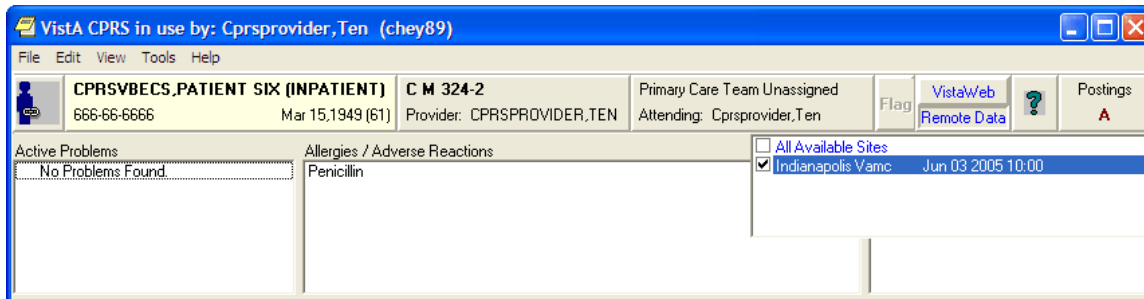 VistA CPRS in use by: Cprsprovider,Ten (chey89)
File Edit View Tools Help
CPRSVBECS,PATIENT SIX (INPATIENT) C M 324-2 Primary Care Team Unassigned Flag VistaWeb ? Postings
666-66-6666 Mar 15,1949 (61) Provider: CPRSPROVIDER,TEN Attending: Cprsprovider,Ten Remote Data A
Active Problems Allergies / Adverse Reactions All Available Sites
No Problems Found. Penicillin Indianapolis Vamc Jun 03 2005 10:00